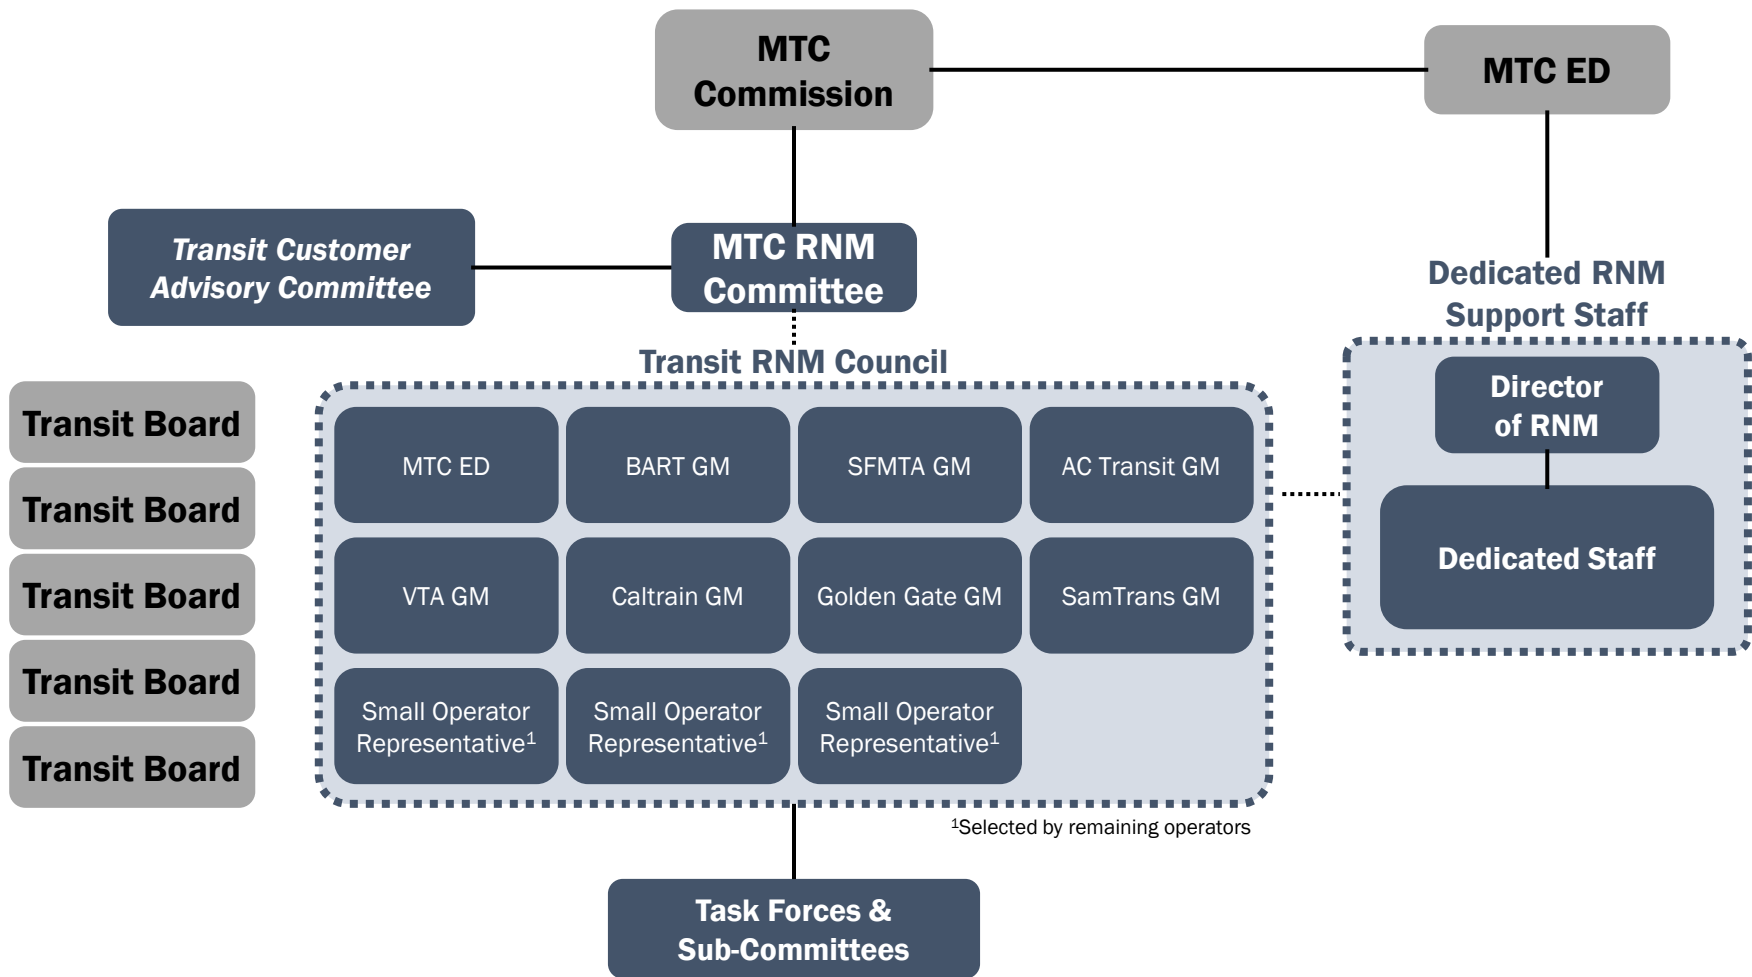 MTC
Commission
MTC ED
Transit Customer
Advisory Committee
MTC RNM
Committee
Dedicated RNM
Support Staff
Transit RNM Council
Director
of RNM
Dedicated Staff
Transit Board
Transit Board
Transit Board
Transit Board
Transit Board
MTC ED
BART GM
SFMTA GM
AC Transit GM
VTA GM
Caltrain GM
Golden Gate GM
SamTrans GM
Small Operator
Representative¹
Small Operator
Representative¹
Small Operator
Representative¹
¹Selected by remaining operators
Task Forces &
Sub-Committees